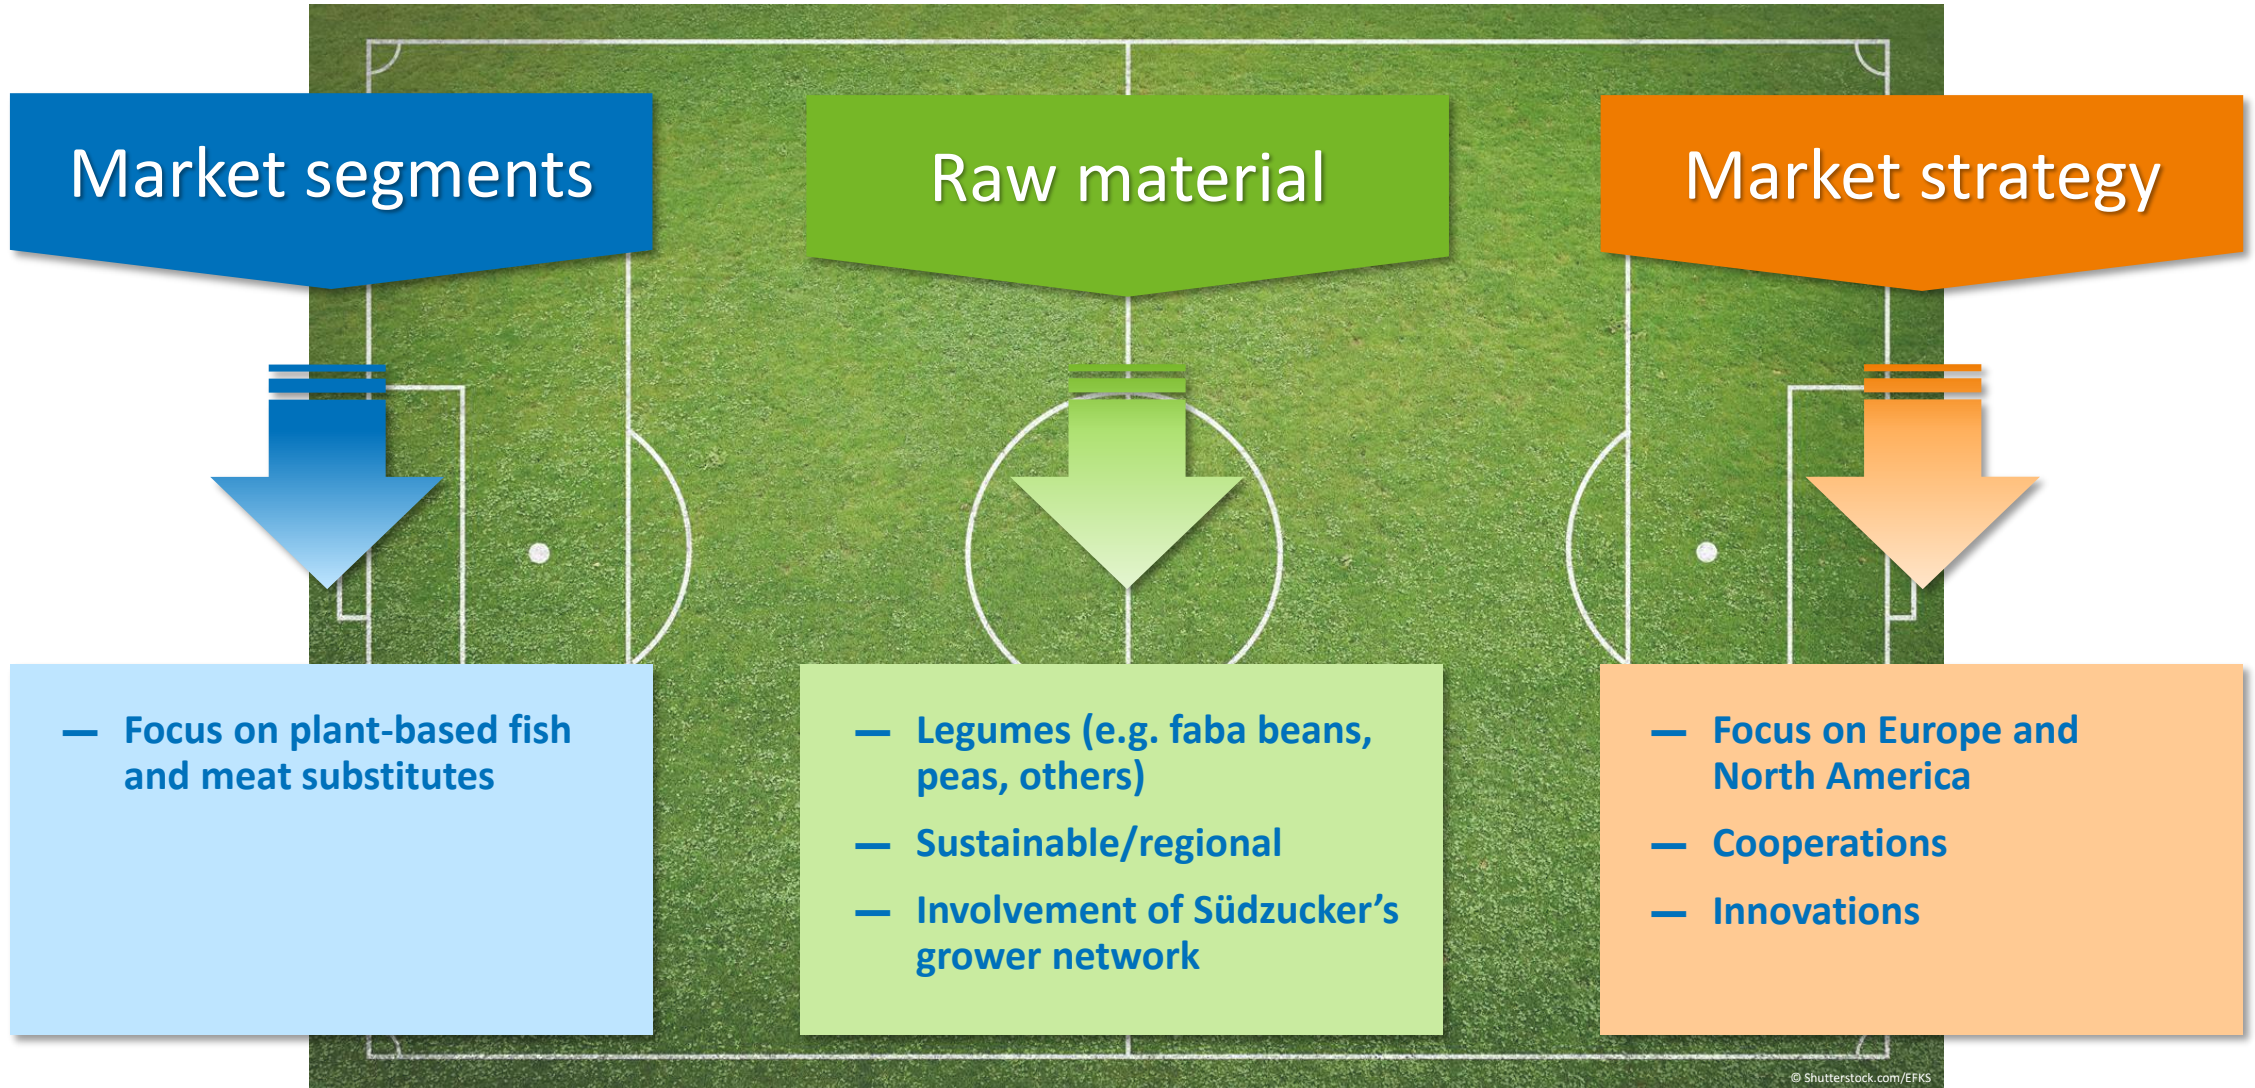 Market segments
Raw material
Market strategy
— Focus on plant-based fish
and meat substitutes
— Legumes (e.g. faba beans,
peas, others)
— Sustainable/regional
— Involvement of Südzucker’s
grower network
— Focus on Europe and
North America
— Cooperations
— Innovations
© Shutterstock.com/EFKS